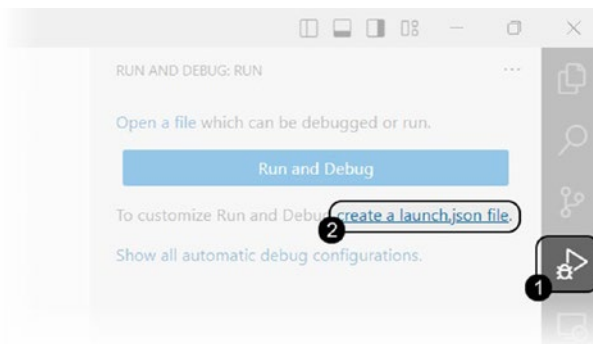 RUN AND DEBUG: RUN
Open a file which can be debugged or run.
Run and Debug
To customize Run and Debug create a launch.json file.
2
Show all automatic debug configurations.
1